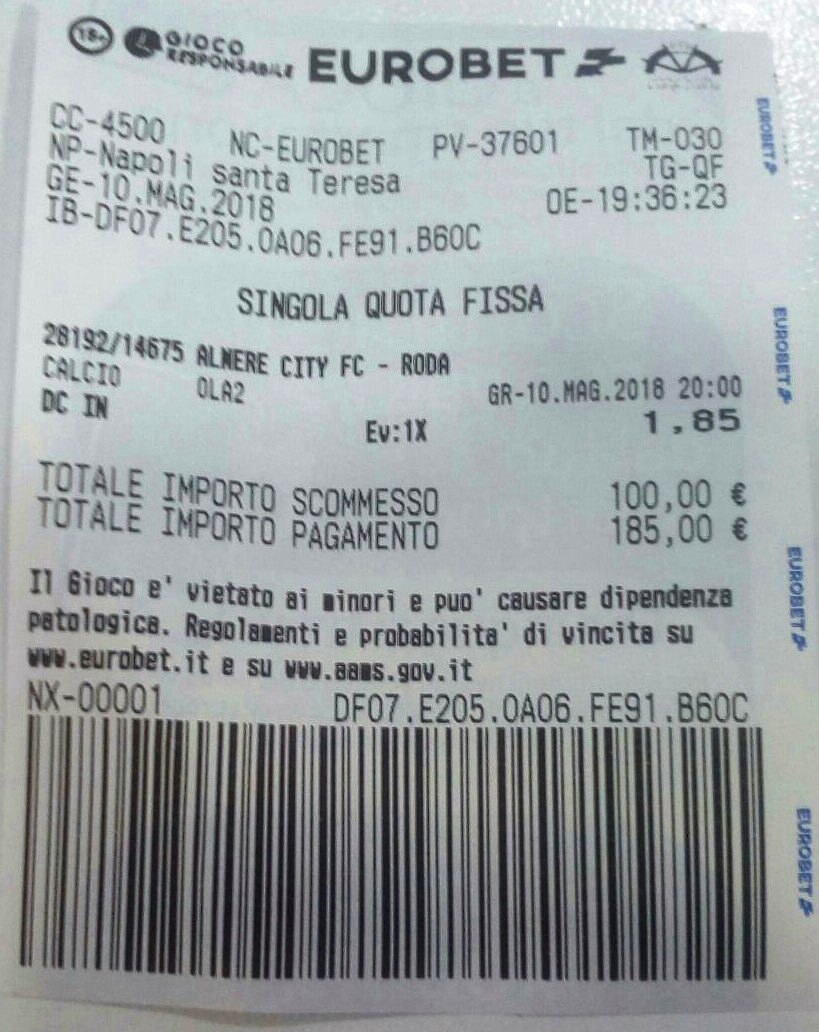 18+ GIOCO RESPONSABILE EUROBET
CC-4500 NC-EUROBET PV-37601 TM-030
NP-Napoli santa Teresa TG-QF
GE-10.MAG.2018 OE-19:36:23
IB-DF07.E205.0A06.FE91.B60C
SINGOLA QUOTA FISSA
28192/14675 ALMERE CITY FC - RODA
CALCIO OLA2 GR-10.MAG.2018 20:00
DC IN Ev:1X 1,85
TOTALE IMPORTO SCOMMESSO 100,00 €
TOTALE IMPORTO PAGAMENTO 185,00 €
Il Gioco e' vietato ai minori e puo' causare dipendenza
patologica. Regolamenti e probabilita' di vincita su
www.eurobet.it e su www.aams.gov.it
NX-00001 DF07.E205.0A06.FE91.B60C
EUROBET
EUROBET
EUROBET
EUROBET